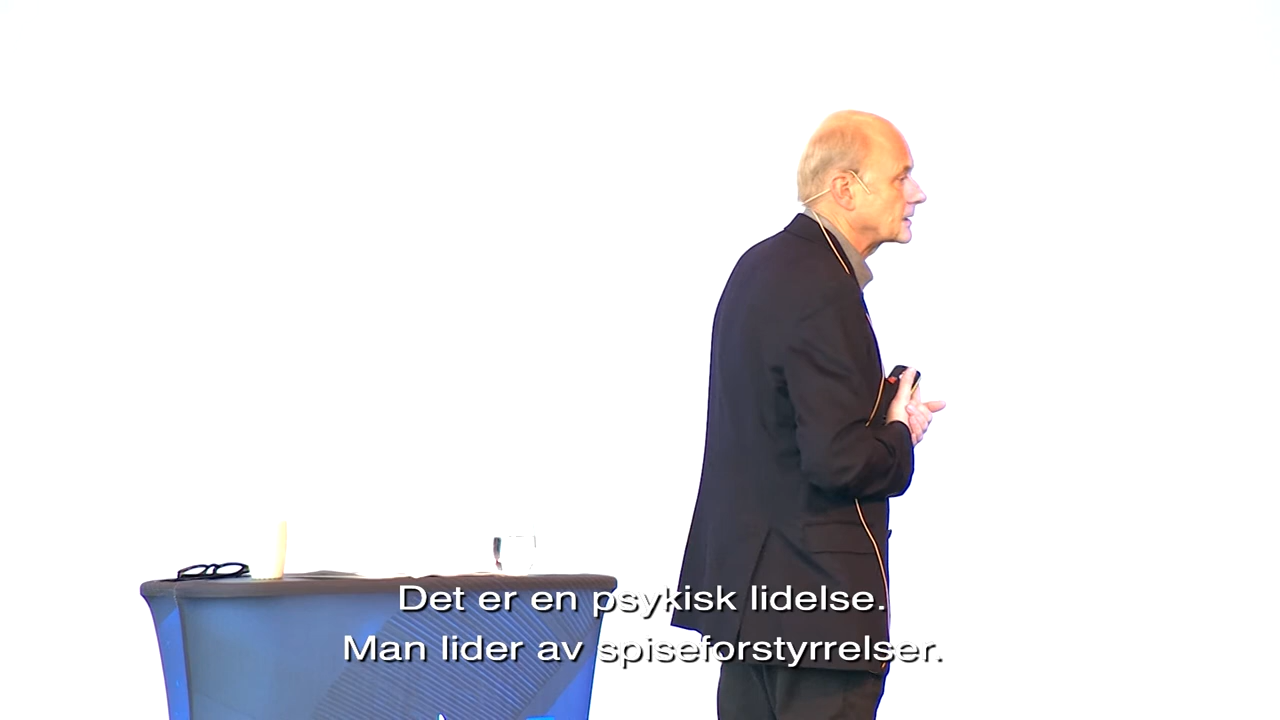 Det er en psykisk lidelse.
Man lider av spiseforstyrrelser.